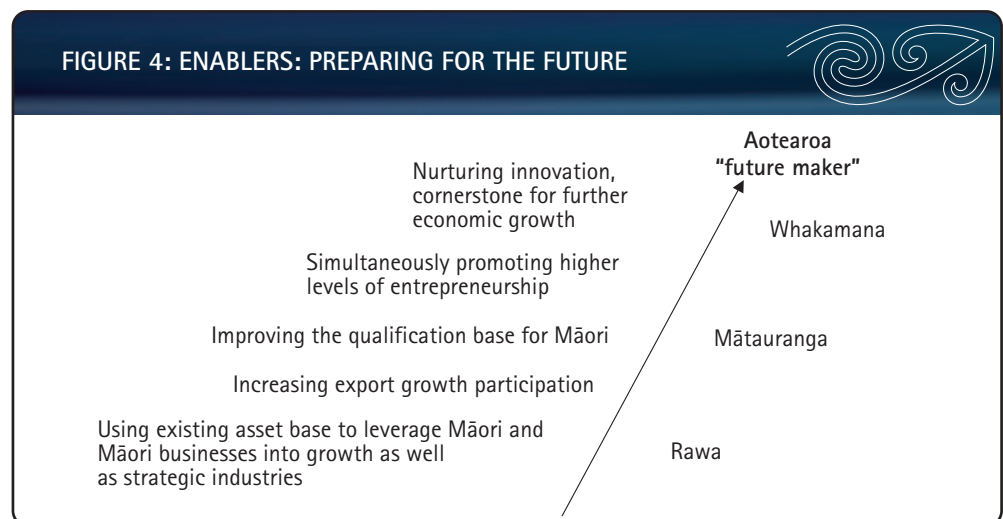 FIGURE 4: ENABLERS: PREPARING FOR THE FUTURE
Aotearoa
"future maker"
Nurturing innovation,
cornerstone for further
economic growth
Whakamana
Simultaneously promoting higher
levels of entrepreneurship
Improving the qualification base for Māori
Mātauranga
Increasing export growth participation
Using existing asset base to leverage Māori and
Māori businesses into growth as well
as strategic industries
Rawa